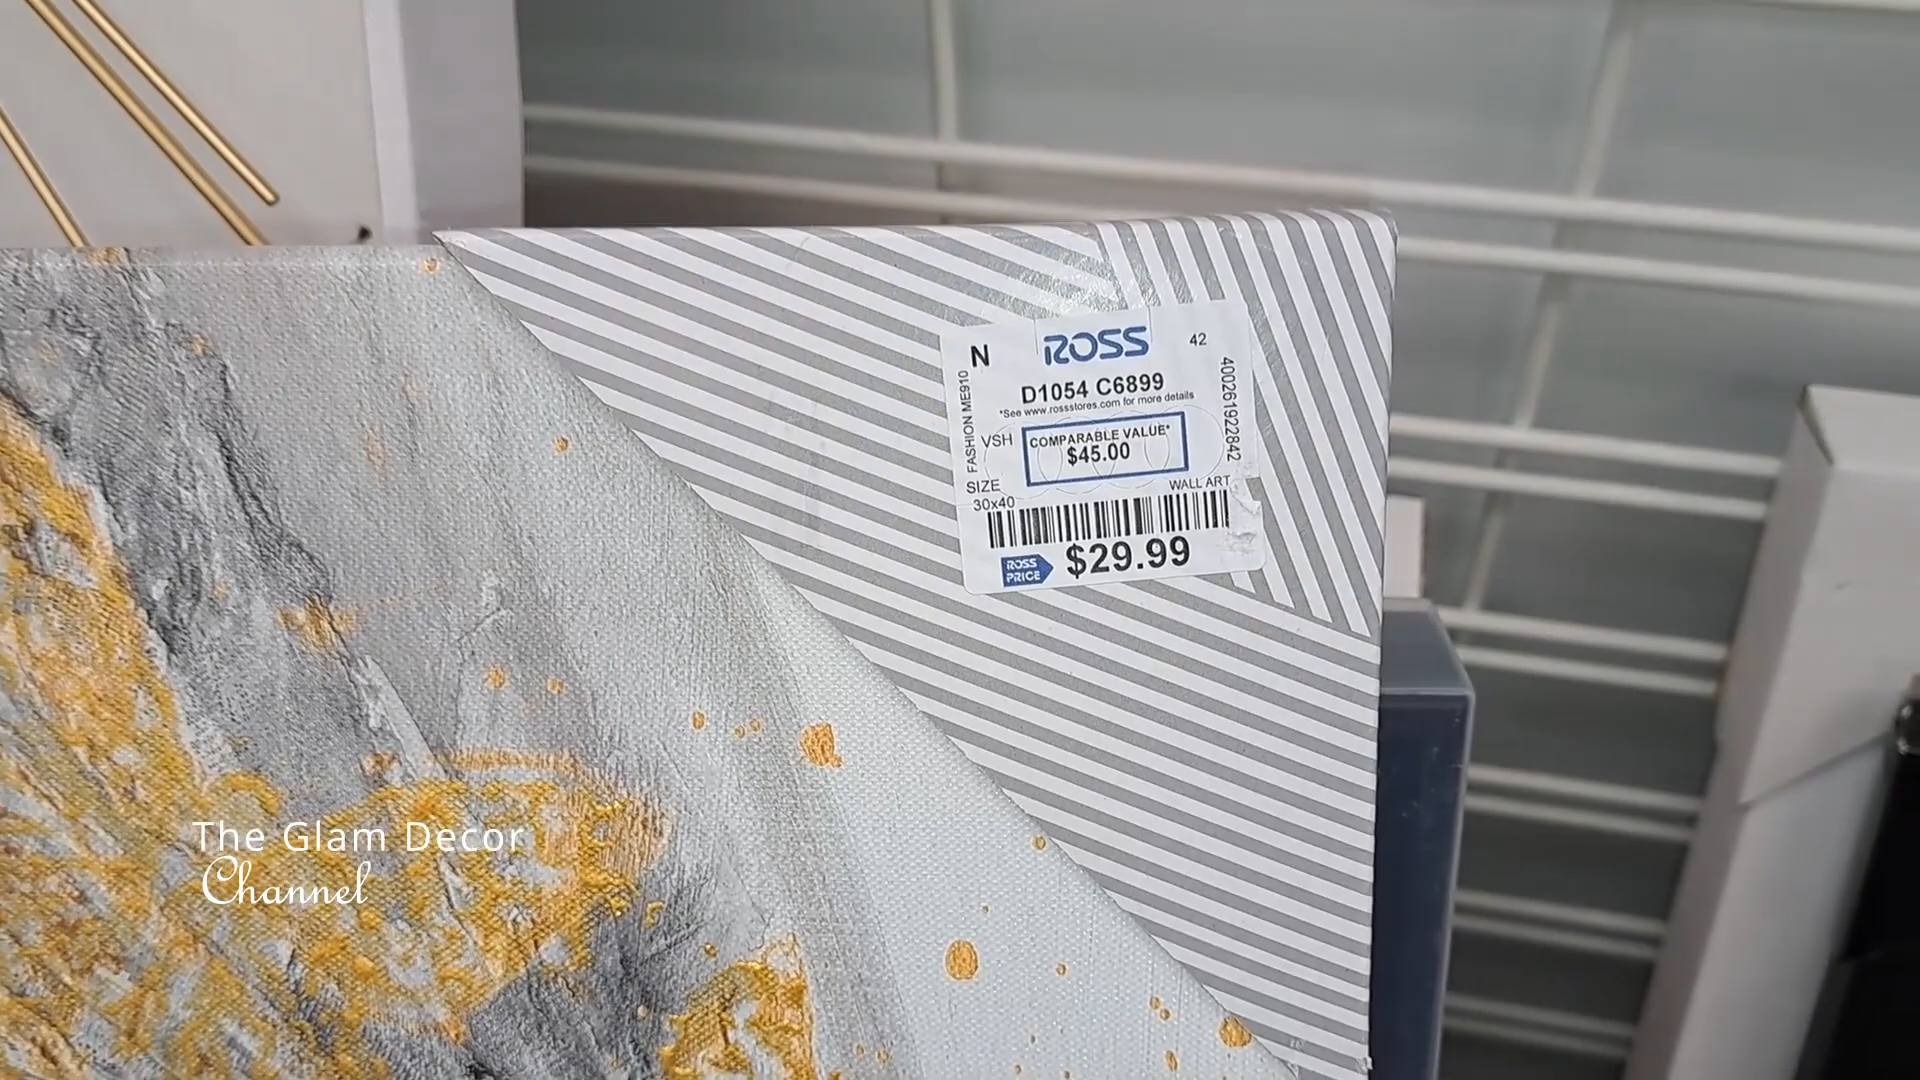 N
ROSS
42
D1054 C6899
*See www.rossstores.com for more details
FASHION ME910
400261922842
VSH
COMPARABLE VALUE*
$45.00
SIZE
30x40
WALL ART
ROSS
PRICE
$29.99
The Glam Decor
Channel